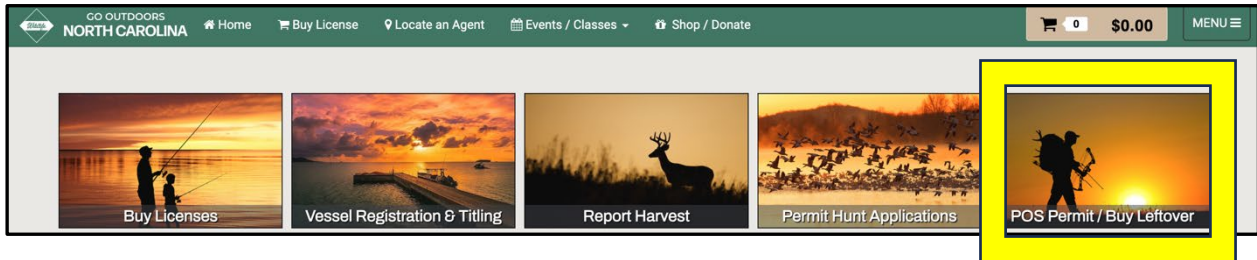 GO OUTDOORS
NORTH CAROLINA
Home
Buy License
Locate an Agent
Events / Classes
Shop / Donate
0
$0.00
MENU
Buy Licenses
Vessel Registration & Titling
Report Harvest
Permit Hunt Applications
POS Permit / Buy Leftover